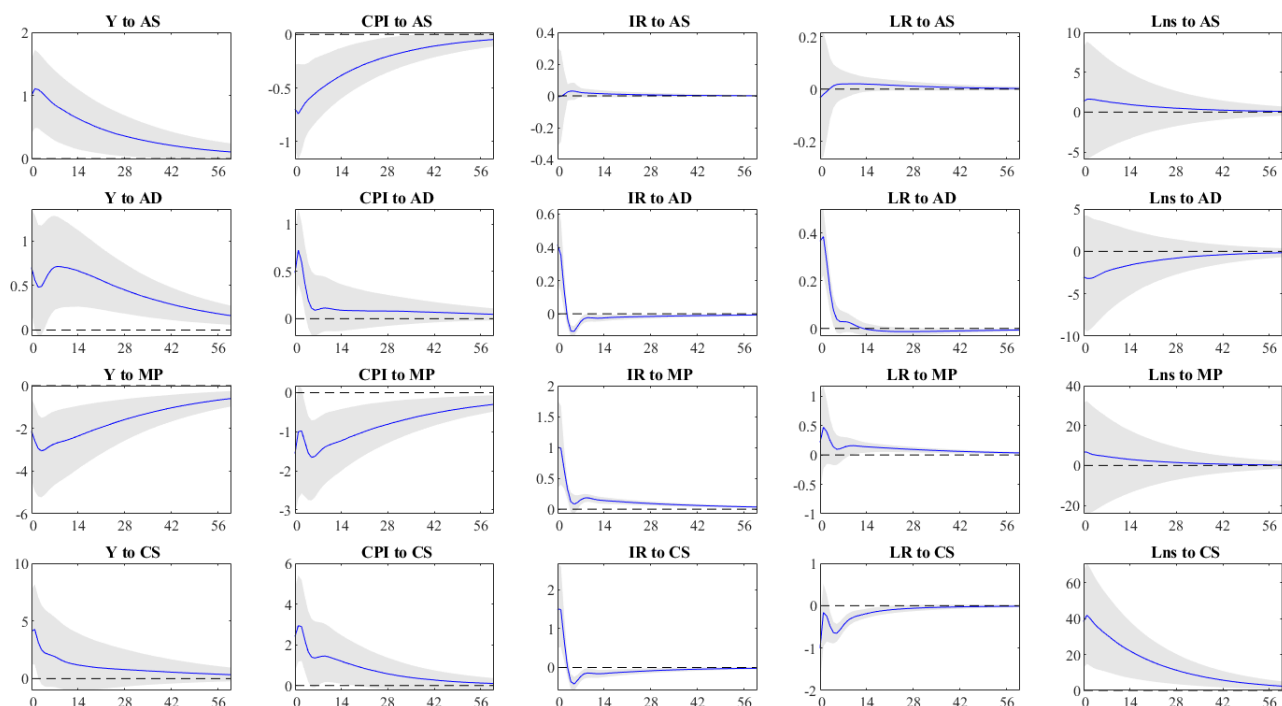 Y to AS CPI to AS IR to AS LR to AS Lns to AS
2 0 0.4 0.2 10
1 -0.5 0.2 0 5
0 -1 0 -0.2 0
-0.2 -5
-0.4
0 14 28 42 56 0 14 28 42 56 0 14 28 42 56 0 14 28 42 56 0 14 28 42 56
Y to AD CPI to AD IR to AD LR to AD Lns to AD
1 1 0.6 0.4 5
0.5 0.5 0.4 0.2 0
0 0 0.2 0 -5
0 -10
0 14 28 42 56 0 14 28 42 56 0 14 28 42 56 0 14 28 42 56 0 14 28 42 56
Y to MP CPI to MP IR to MP LR to MP Lns to MP
0 0 2 1 40
-2 -1 1.5 0.5 20
-4 -2 1 0 0
-6 -3 0.5 -0.5 -20
0 -1
0 14 28 42 56 0 14 28 42 56 0 14 28 42 56 0 14 28 42 56 0 14 28 42 56
Y to CS CPI to CS IR to CS LR to CS Lns to CS
10 6 2 1 60
5 4 1 0 40
0 2 0 -1 20
0 -2 0
0 14 28 42 56 0 14 28 42 56 0 14 28 42 56 0 14 28 42 56 0 14 28 42 56